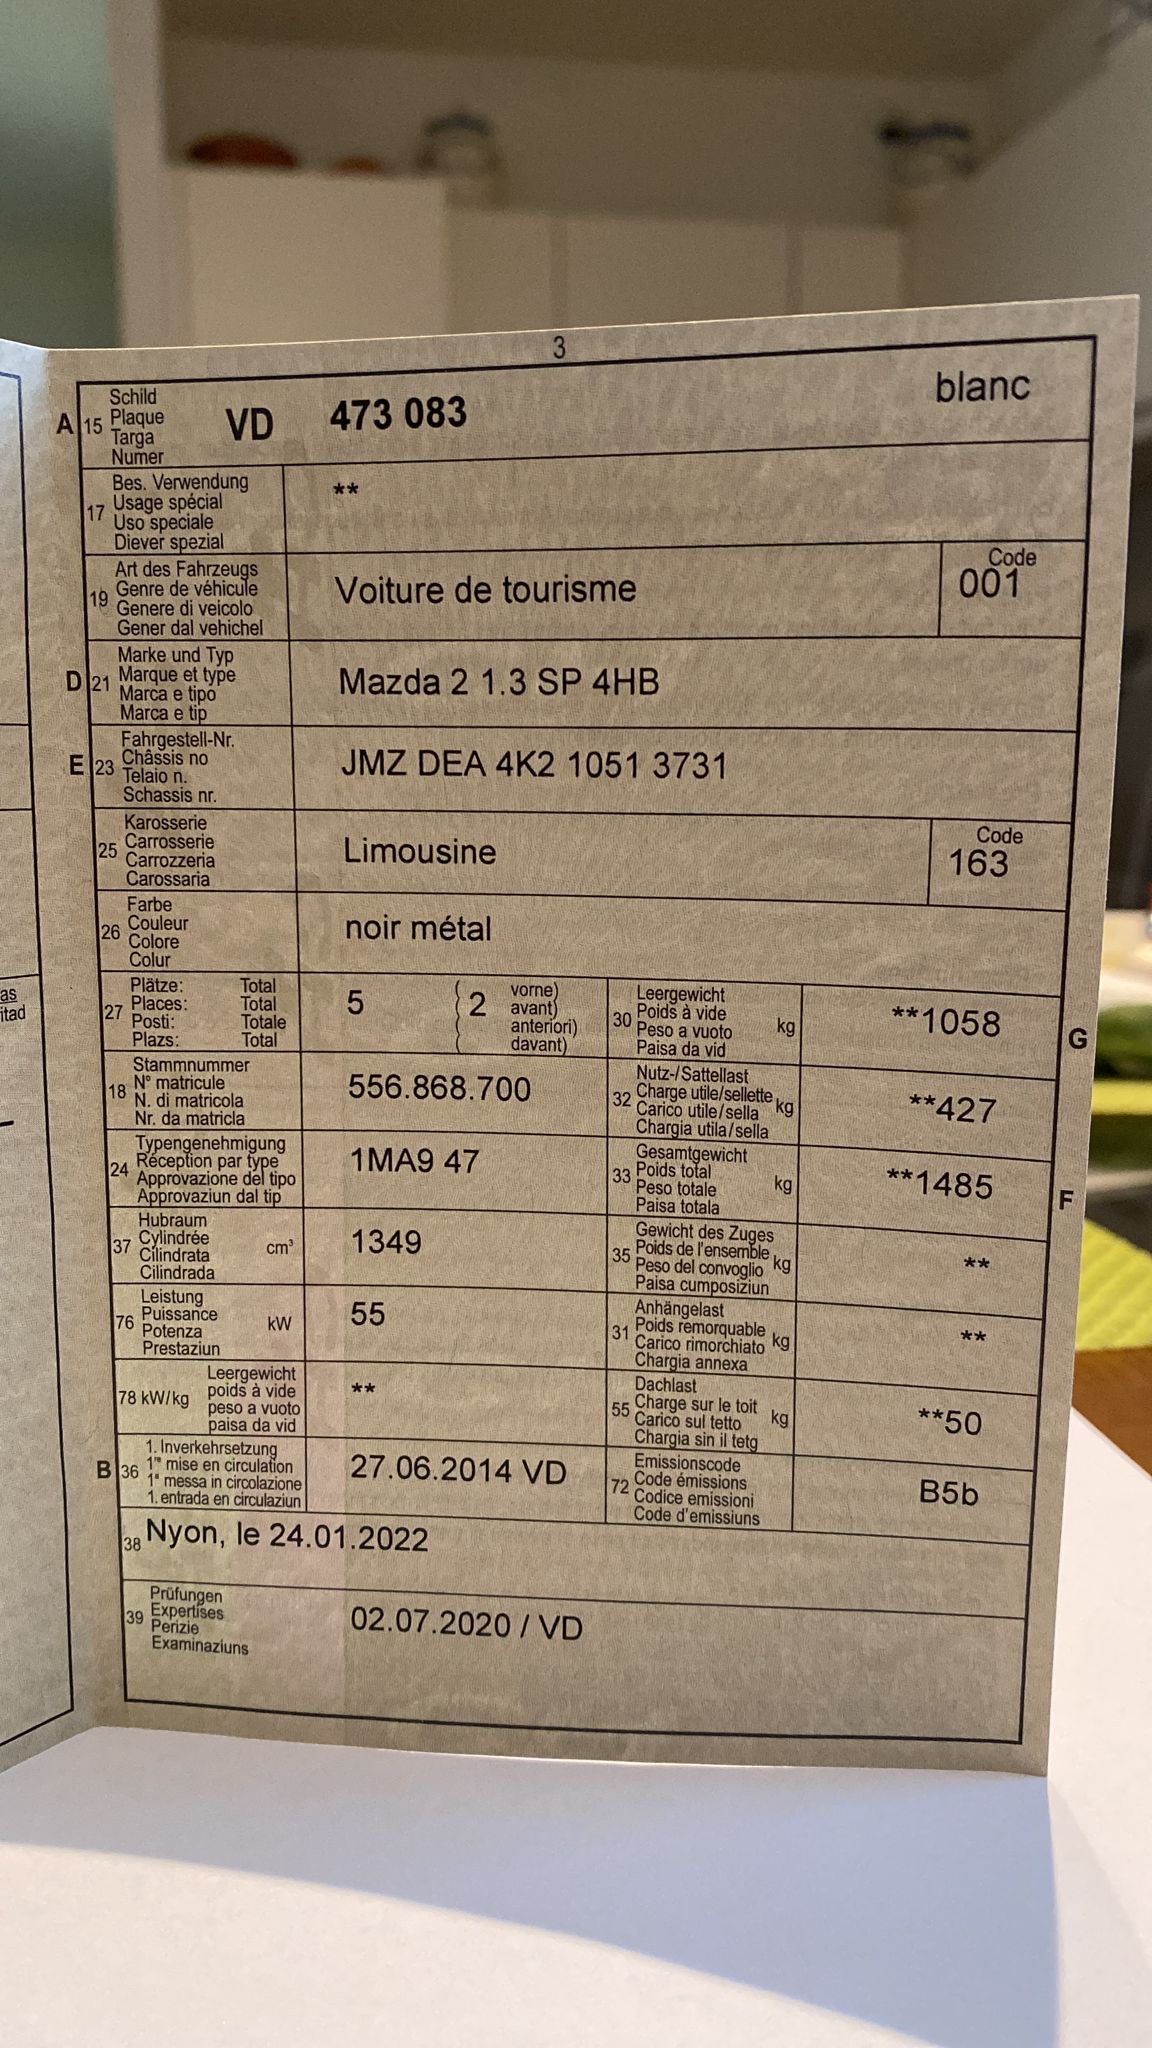 3
A 15 Schild
Plaque
Targa
Numer
VD 473 083 blanc
17 Bes. Verwendung
Usage spécial
Uso speciale
Diever spezial
**
19 Art des Fahrzeugs
Genre de véhicule
Genere di veicolo
Gener dal vehichel
Voiture de tourisme
Code
001
D 21 Marke und Typ
Marque et type
Marca e tipo
Marca e tip
Mazda 2 1.3 SP 4HB
E 23 Fahrgestell-Nr.
Châssis no
Telaio n.
Schassis nr.
JMZ DEA 4K2 1051 3731
25 Karosserie
Carrosserie
Carrozzeria
Carossaria
Limousine
Code
163
26 Farbe
Couleur
Colore
Colur
noir métal
27 Plätze: Total
Places: Total
Posti: Totale
Plazs: Total
5 ( 2 vorne)
( avant)
( anteriori)
( davant)
30 Leergewicht
Poids à vide
Peso a vuoto kg
Paisa da vid
**1058
G
18 Stammnummer
N° matricule
N. di matricola
Nr. da matricla
556.868.700
32 Nutz-/Sattellast
Charge utile/sellette kg
Carico utile/sella
Chargia utila/sella
**427
24 Typengenehmigung
Réception par type
Approvazione del tipo
Approvaziun dal tip
1MA9 47
33 Gesamtgewicht
Poids total
Peso totale kg
Paisa totala
**1485
F
37 Hubraum
Cylindrée
Cilindrata cm³
Cilindrada
1349
35 Gewicht des Zuges
Poids de l'ensemble
Peso del convoglio kg
Paisa cumposiziun
**
76 Leistung
Puissance
Potenza kW
Prestaziun
55
31 Anhängelast
Poids remorquable
Carico rimorchiato kg
Chargia annexa
**
78 kW/kg Leergewicht
poids à vide
peso a vuoto
paisa da vid
**
55 Dachlast
Charge sur le toit
Carico sul tetto kg
Chargia sin il tetg
**50
B 36 1. Inverkehrsetzung
1re mise en circulation
1a messa in circolazione
1. entrada en circulaziun
27.06.2014 VD
72 Emissionscode
Code émissions
Codice emissioni
Code d'emissiuns
B5b
38 Nyon, le 24.01.2022
39 Prüfungen
Expertises
Perizie
Examinaziuns
02.07.2020 / VD
as
itad